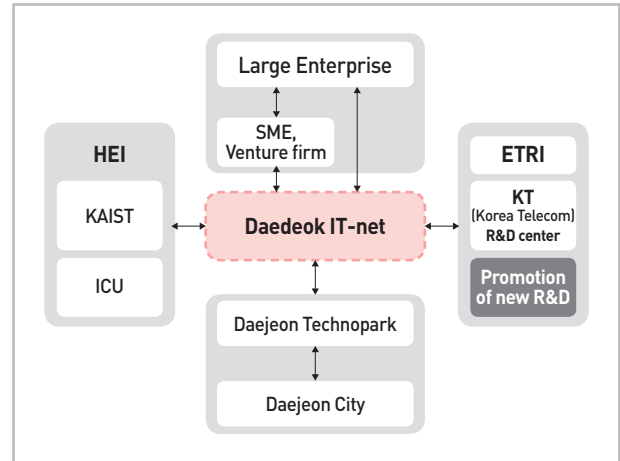 Large Enterprise
SME,
Venture firm
HEI
KAIST
ICU
Daedeok IT-net
ETRI
KT
(Korea Telecom)
R&D center
Promotion
of new R&D
Daejeon Technopark
Daejeon City